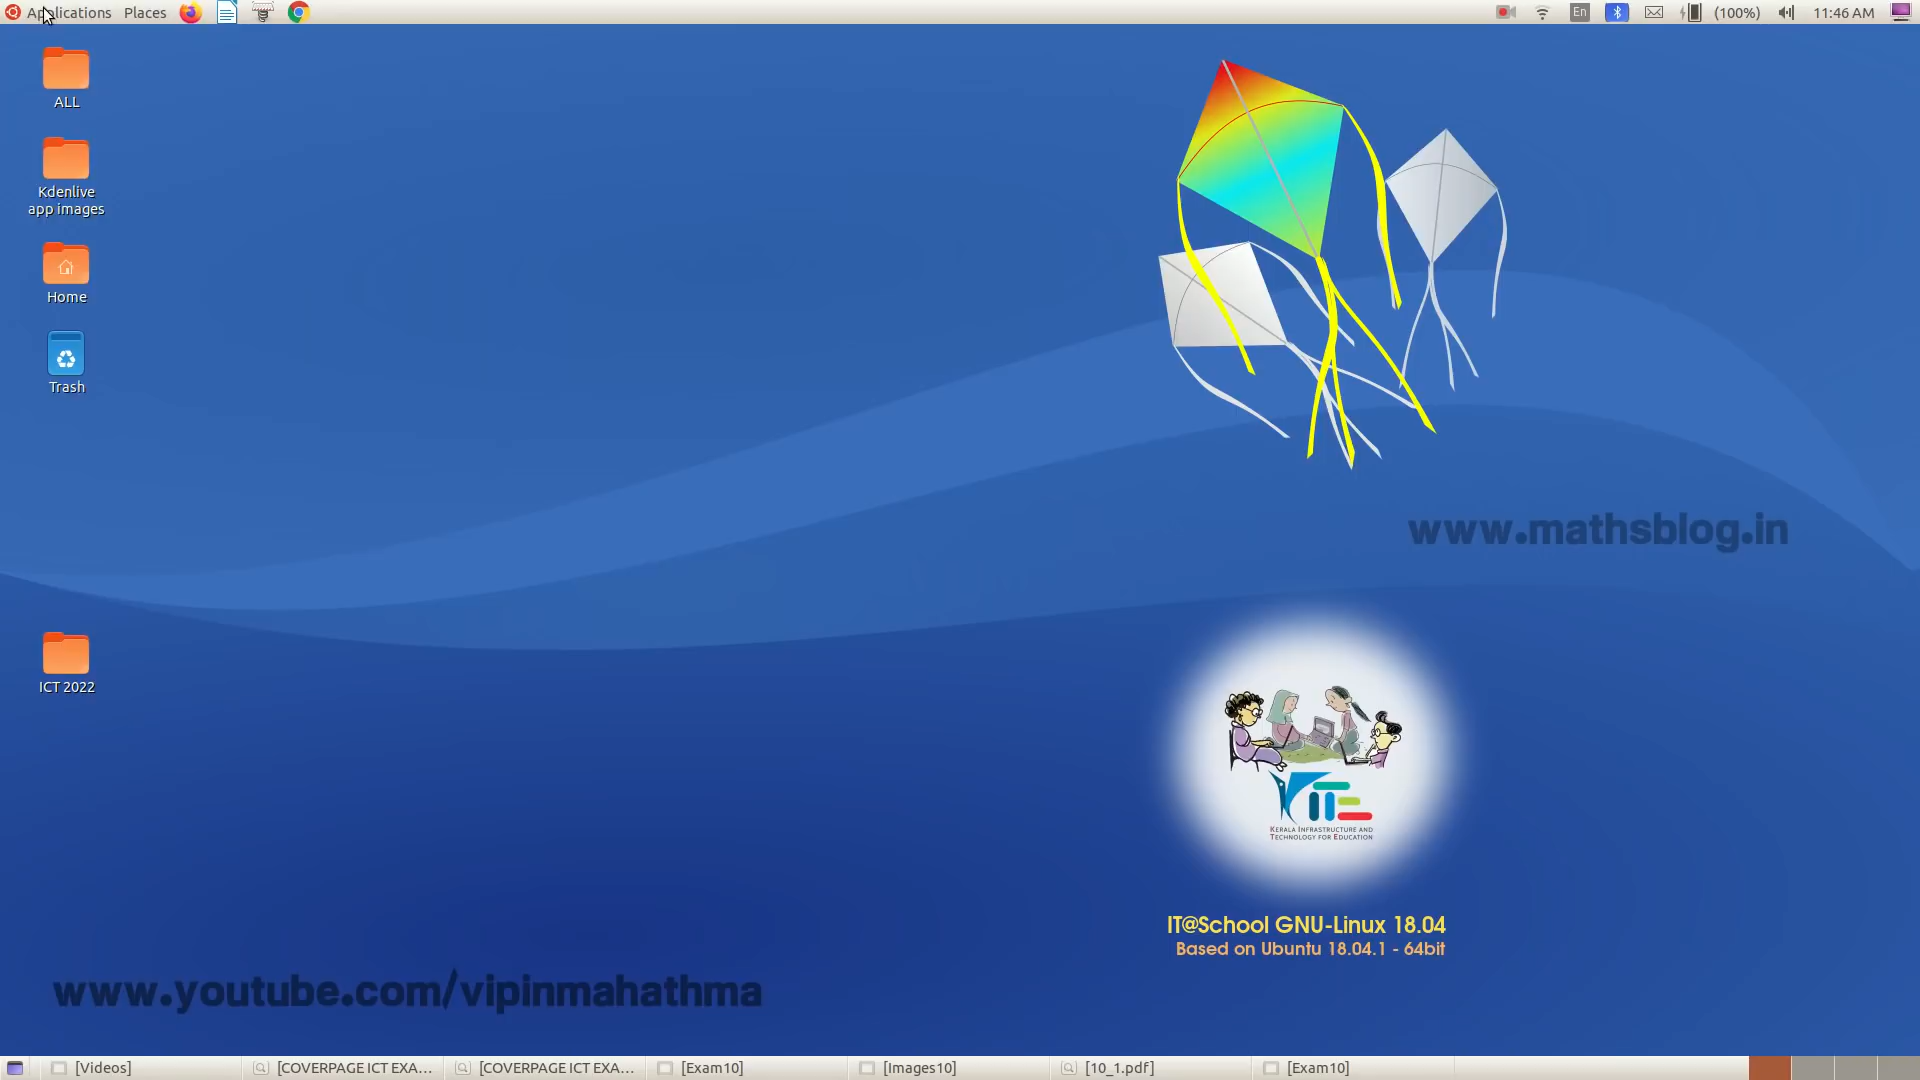 Applications Places En (100%) 11:46 AM
ALL
Kdenlive
app images
Home
Trash
www.mathsblog.in
ICT 2022
KERALA INFRASTRUCTURE AND
TECHNOLOGY FOR EDUCATION
IT@School GNU-Linux 18.04
Based on Ubuntu 18.04.1 - 64bit
www.youtube.com/vipinmahathma
[Videos] [COVERPAGE ICT EXA... [COVERPAGE ICT EXA... [Exam10] [Images10] [10_1.pdf] [Exam10]